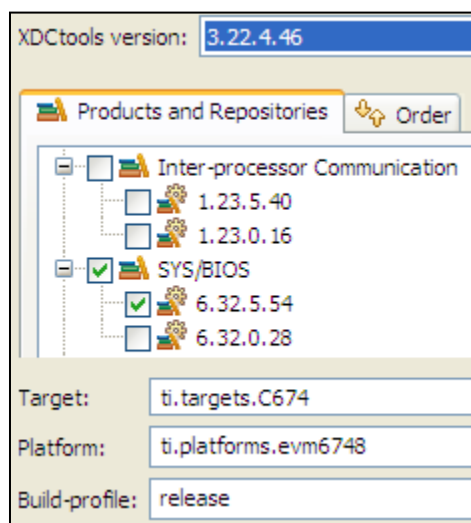 XDCtools version: 3.22.4.46
Products and Repositories Order
Inter-processor Communication
1.23.5.40
1.23.0.16
SYS/BIOS
6.32.5.54
6.32.0.28
Target: ti.targets.C674
Platform: ti.platforms.evm6748
Build-profile: release